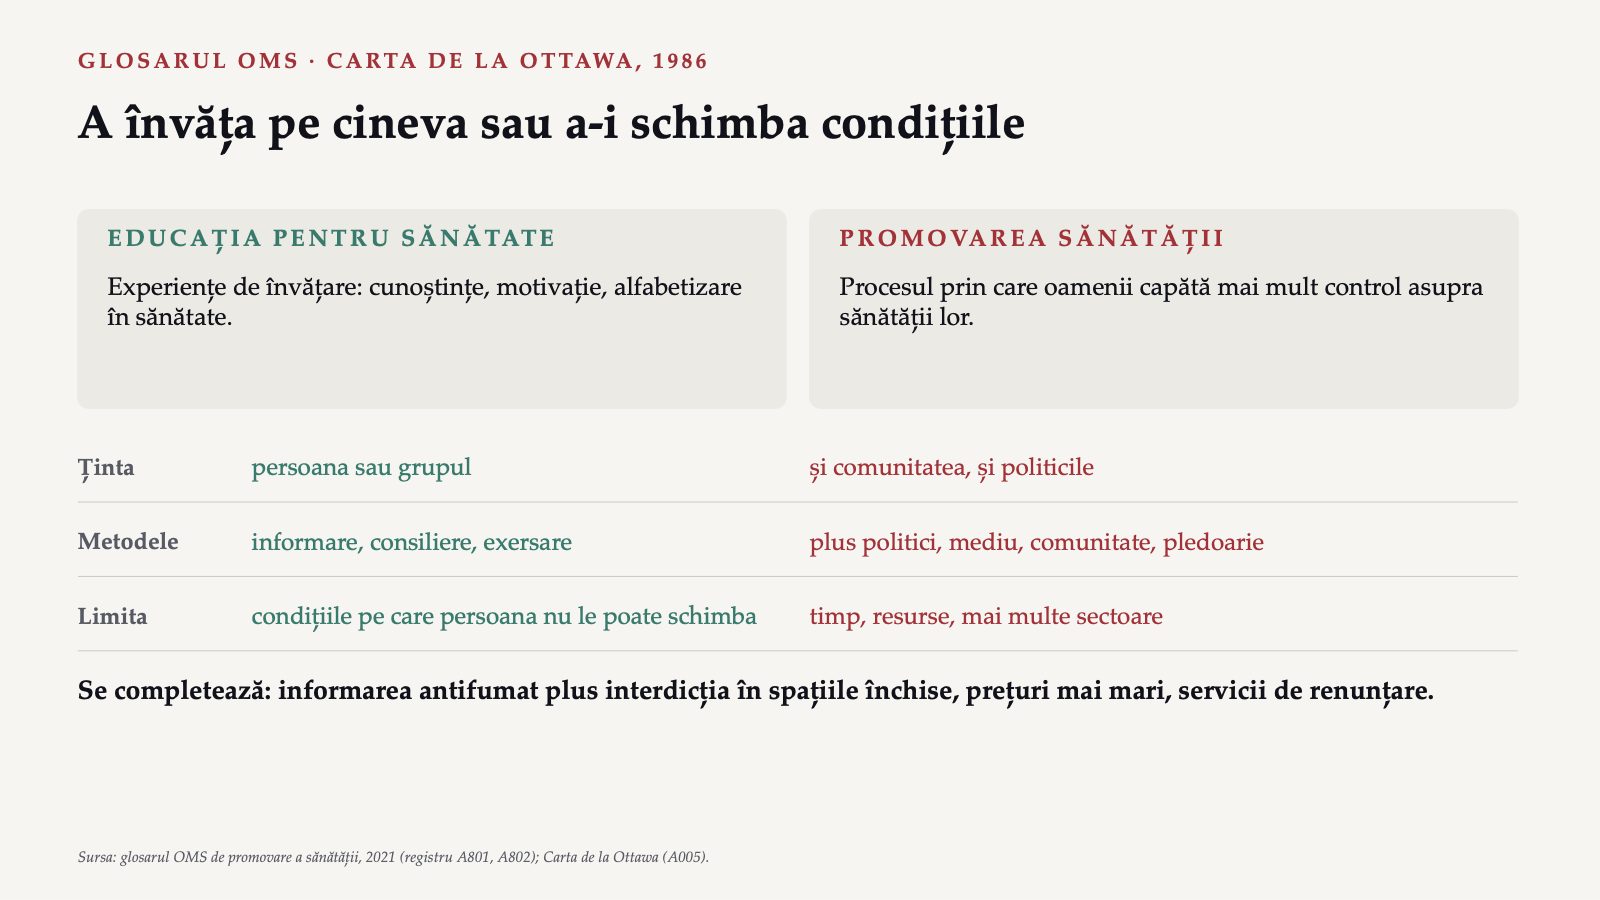 GLOSARUL OMS · CARTA DE LA OTTAWA, 1986
A învăța pe cineva sau a-i schimba condițiile
EDUCAȚIA PENTRU SĂNĂTATE
Experiențe de învățare: cunoștințe, motivație, alfabetizare
în sănătate.
PROMOVAREA SĂNĂTĂȚII
Procesul prin care oamenii capătă mai mult control asupra
sănătății lor.
Ținta persoana sau grupul și comunitatea, și politicile
Metodele informare, consiliere, exersare plus politici, mediu, comunitate, pledoarie
Limita condițiile pe care persoana nu le poate schimba timp, resurse, mai multe sectoare
Se completează: informarea antifumat plus interdicția în spațiile închise, prețuri mai mari, servicii de renunțare.
Sursa: glosarul OMS de promovare a sănătății, 2021 (registru A801, A802); Carta de la Ottawa (A005).